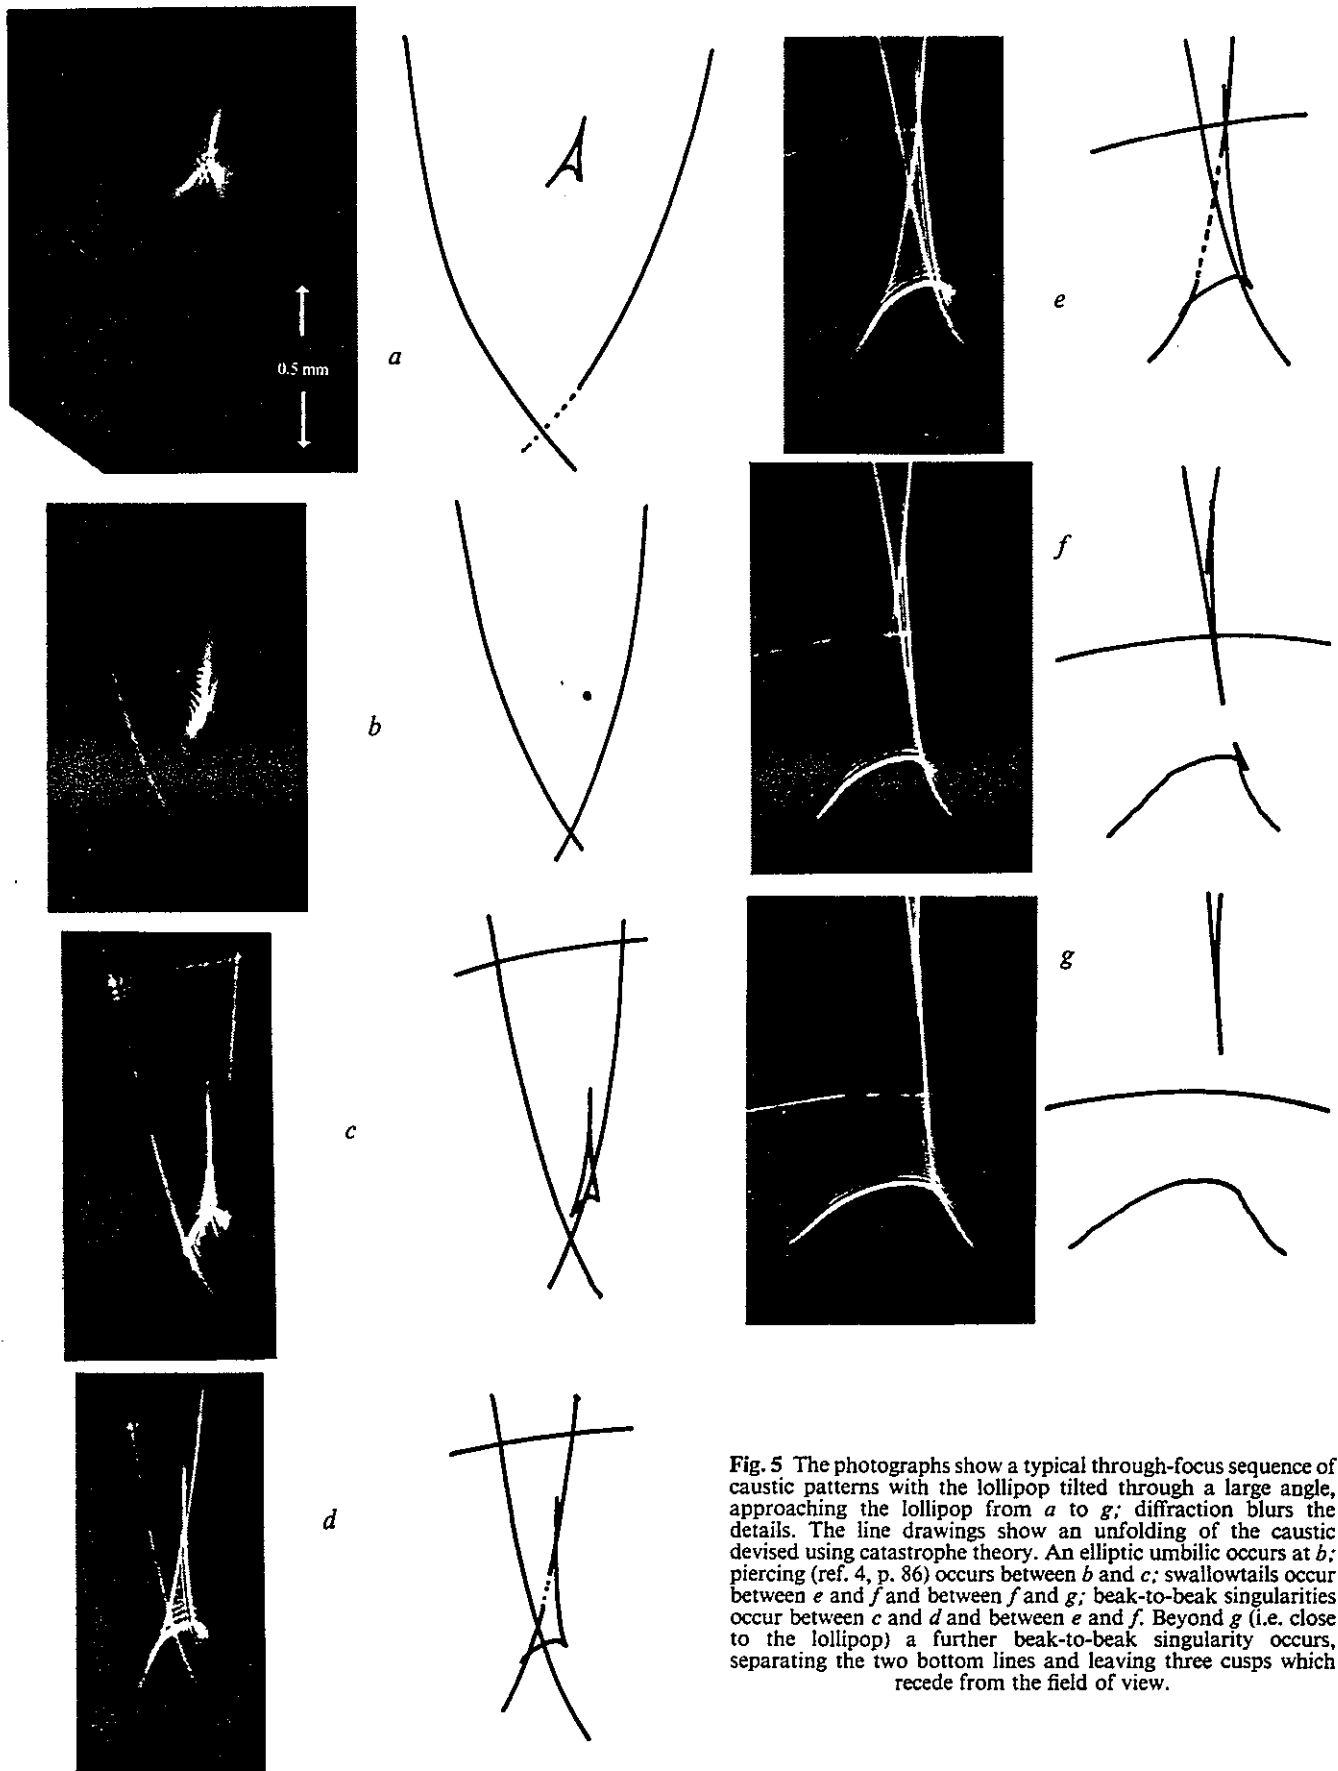 0.5 mm
a
b
c
d
e
f
g
Fig. 5 The photographs show a typical through-focus sequence of
caustic patterns with the lollipop tilted through a large angle,
approaching the lollipop from a to g; diffraction blurs the
details. The line drawings show an unfolding of the caustic
devised using catastrophe theory. An elliptic umbilic occurs at b;
piercing (ref. 4, p. 86) occurs between b and c; swallowtails occur
between e and f and between f and g; beak-to-beak singularities
occur between c and d and between e and f. Beyond g (i.e. close
to the lollipop) a further beak-to-beak singularity occurs,
separating the two bottom lines and leaving three cusps which
recede from the field of view.